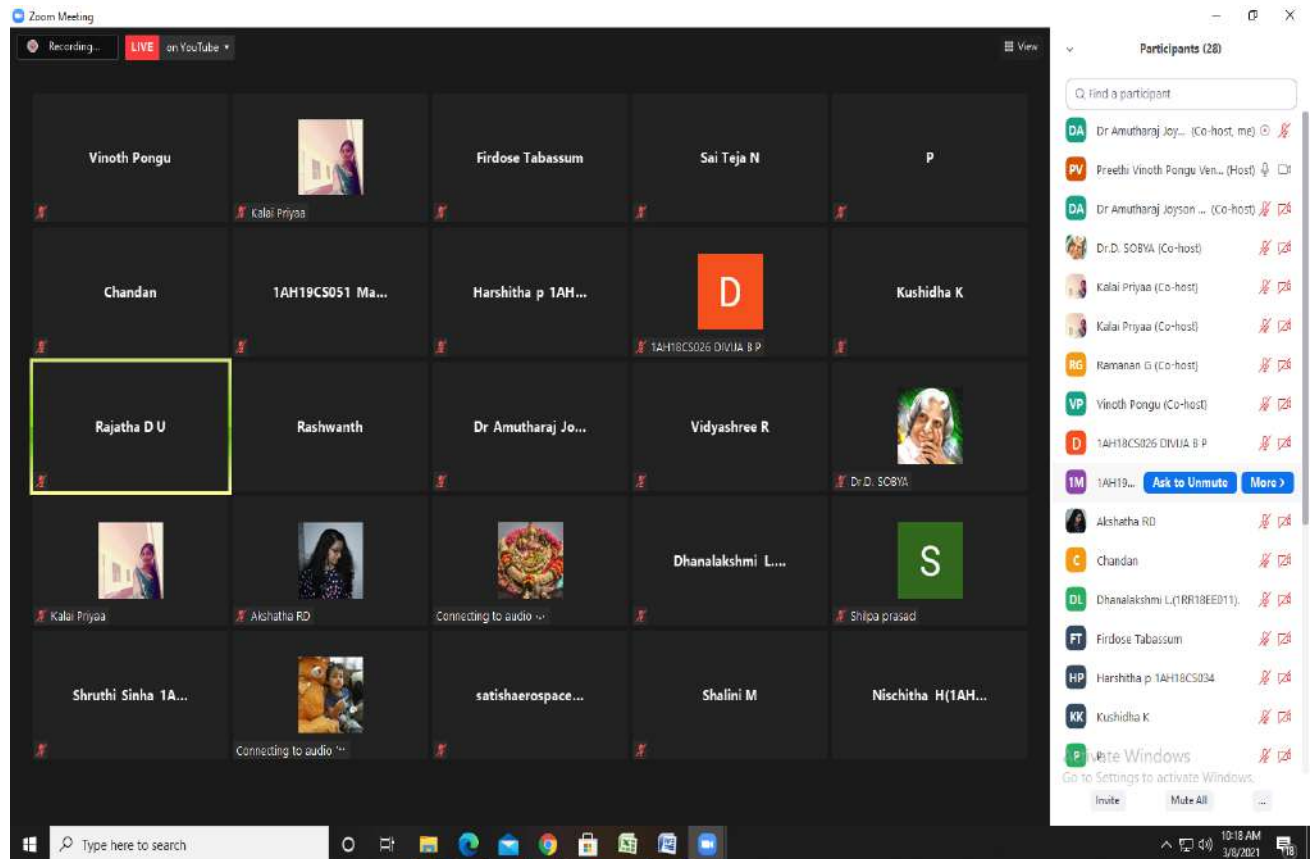 Zoom Meeting
Recording...
LIVE on YouTube
View
Vinoth Pongu
Kalai Priyaa
Firdose Tabassum
Sai Teja N
P
Chandan
1AH19CS051 Ma...
Harshitha p 1AH...
D
1AH18CS026 DIVIJA B P
Kushidha K
Rajatha D U
Rashwanth
Dr Amutharaj Jo...
Vidyashree R
Dr.D. SOBYA
Kalai Priyaa
Akshatha RD
Connecting to audio
Dhanalakshmi L....
S
Shilpa prasad
Shruthi Sinha 1A...
Connecting to audio
satishaerospace...
Shalini M
Nischitha H(1AH...
Participants (28)
Find a participant
DA Dr Amutharaj Joy... (Co-host, me)
PV Preethi Vinoth Pongu Ven... (Host)
DA Dr Amutharaj Joyson ... (Co-host)
Dr.D. SOBYA (Co-host)
Kalai Priyaa (Co-host)
Kalai Priyaa (Co-host)
RG Ramanan G (Co-host)
VP Vinoth Pongu (Co-host)
D 1AH18CS026 DIVIJA B P
1M 1AH19... Ask to Unmute More >
Akshatha RD
C Chandan
DL Dhanalakshmi L.(1RR18EE011).
FT Firdose Tabassum
HP Harshitha p 1AH18CS034
KK Kushidha K
P P
Activate Windows
Go to Settings to activate Windows.
Invite Mute All ...
Type here to search
10:18 AM
3/8/2021
18